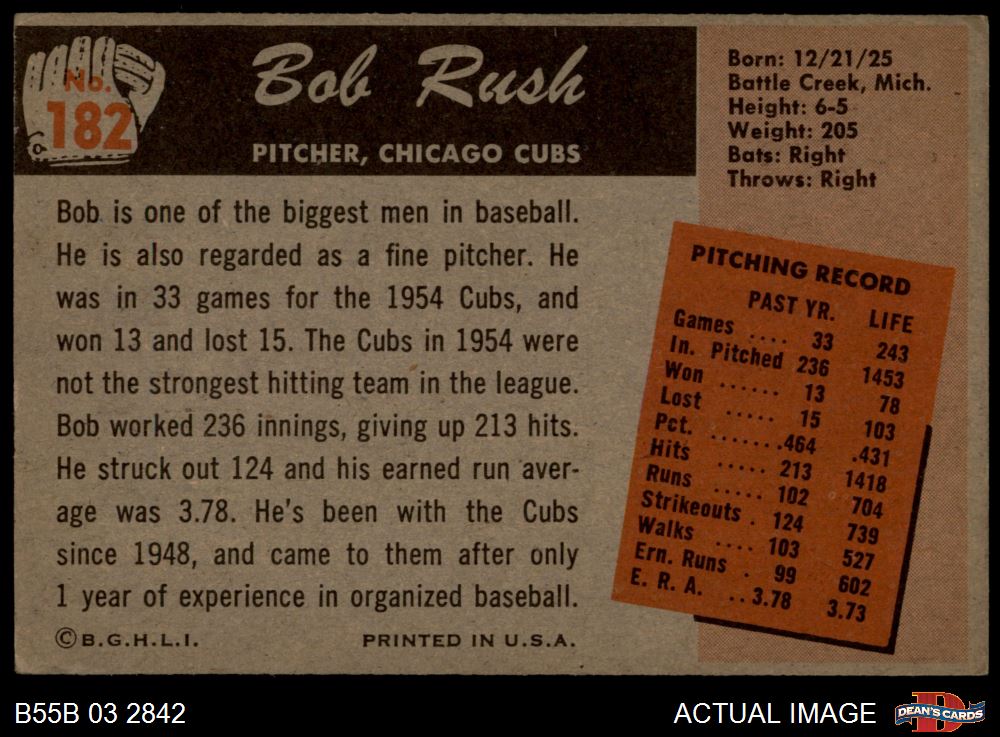 No.
182
Bob Rush
PITCHER, CHICAGO CUBS
Born: 12/21/25
Battle Creek, Mich.
Height: 6-5
Weight: 205
Bats: Right
Throws: Right
Bob is one of the biggest men in baseball.
He is also regarded as a fine pitcher. He
was in 33 games for the 1954 Cubs, and
won 13 and lost 15. The Cubs in 1954 were
not the strongest hitting team in the league.
Bob worked 236 innings, giving up 213 hits.
He struck out 124 and his earned run aver-
age was 3.78. He's been with the Cubs
since 1948, and came to them after only
1 year of experience in organized baseball.
©B.G.H.L.I. PRINTED IN U.S.A.
PITCHING RECORD
PAST YR. LIFE
Games .... 33 243
In. Pitched 236 1453
Won ...... 13 78
Lost ..... 15 103
Pct. .......464 .431
Hits ..... 213 1418
Runs ..... 102 704
Strikeouts . 124 739
Walks .... 103 527
Ern. Runs . 99 602
E. R. A. ..3.78 3.73
B55B 03 2842
ACTUAL IMAGE
D
DEAN'S CARDS